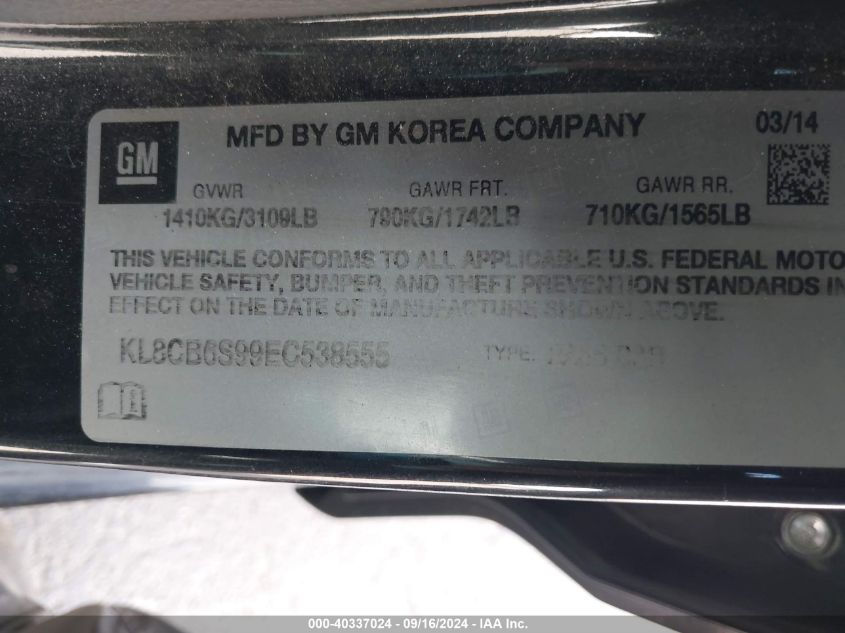 GM
MFD BY GM KOREA COMPANY 03/14
GVWR GAWR FRT. GAWR RR.
1410KG/3109LB 790KG/1742LB 710KG/1565LB
THIS VEHICLE CONFORMS TO ALL APPLICABLE U.S. FEDERAL MOTO
VEHICLE SAFETY, BUMPER, AND THEFT PREVENTION STANDARDS IN
EFFECT ON THE DATE OF MANUFACTURE SHOWN ABOVE.
KL8CB6S99EC538555 TYPE:
GM
000-40337024 - 09/16/2024 - IAA Inc.